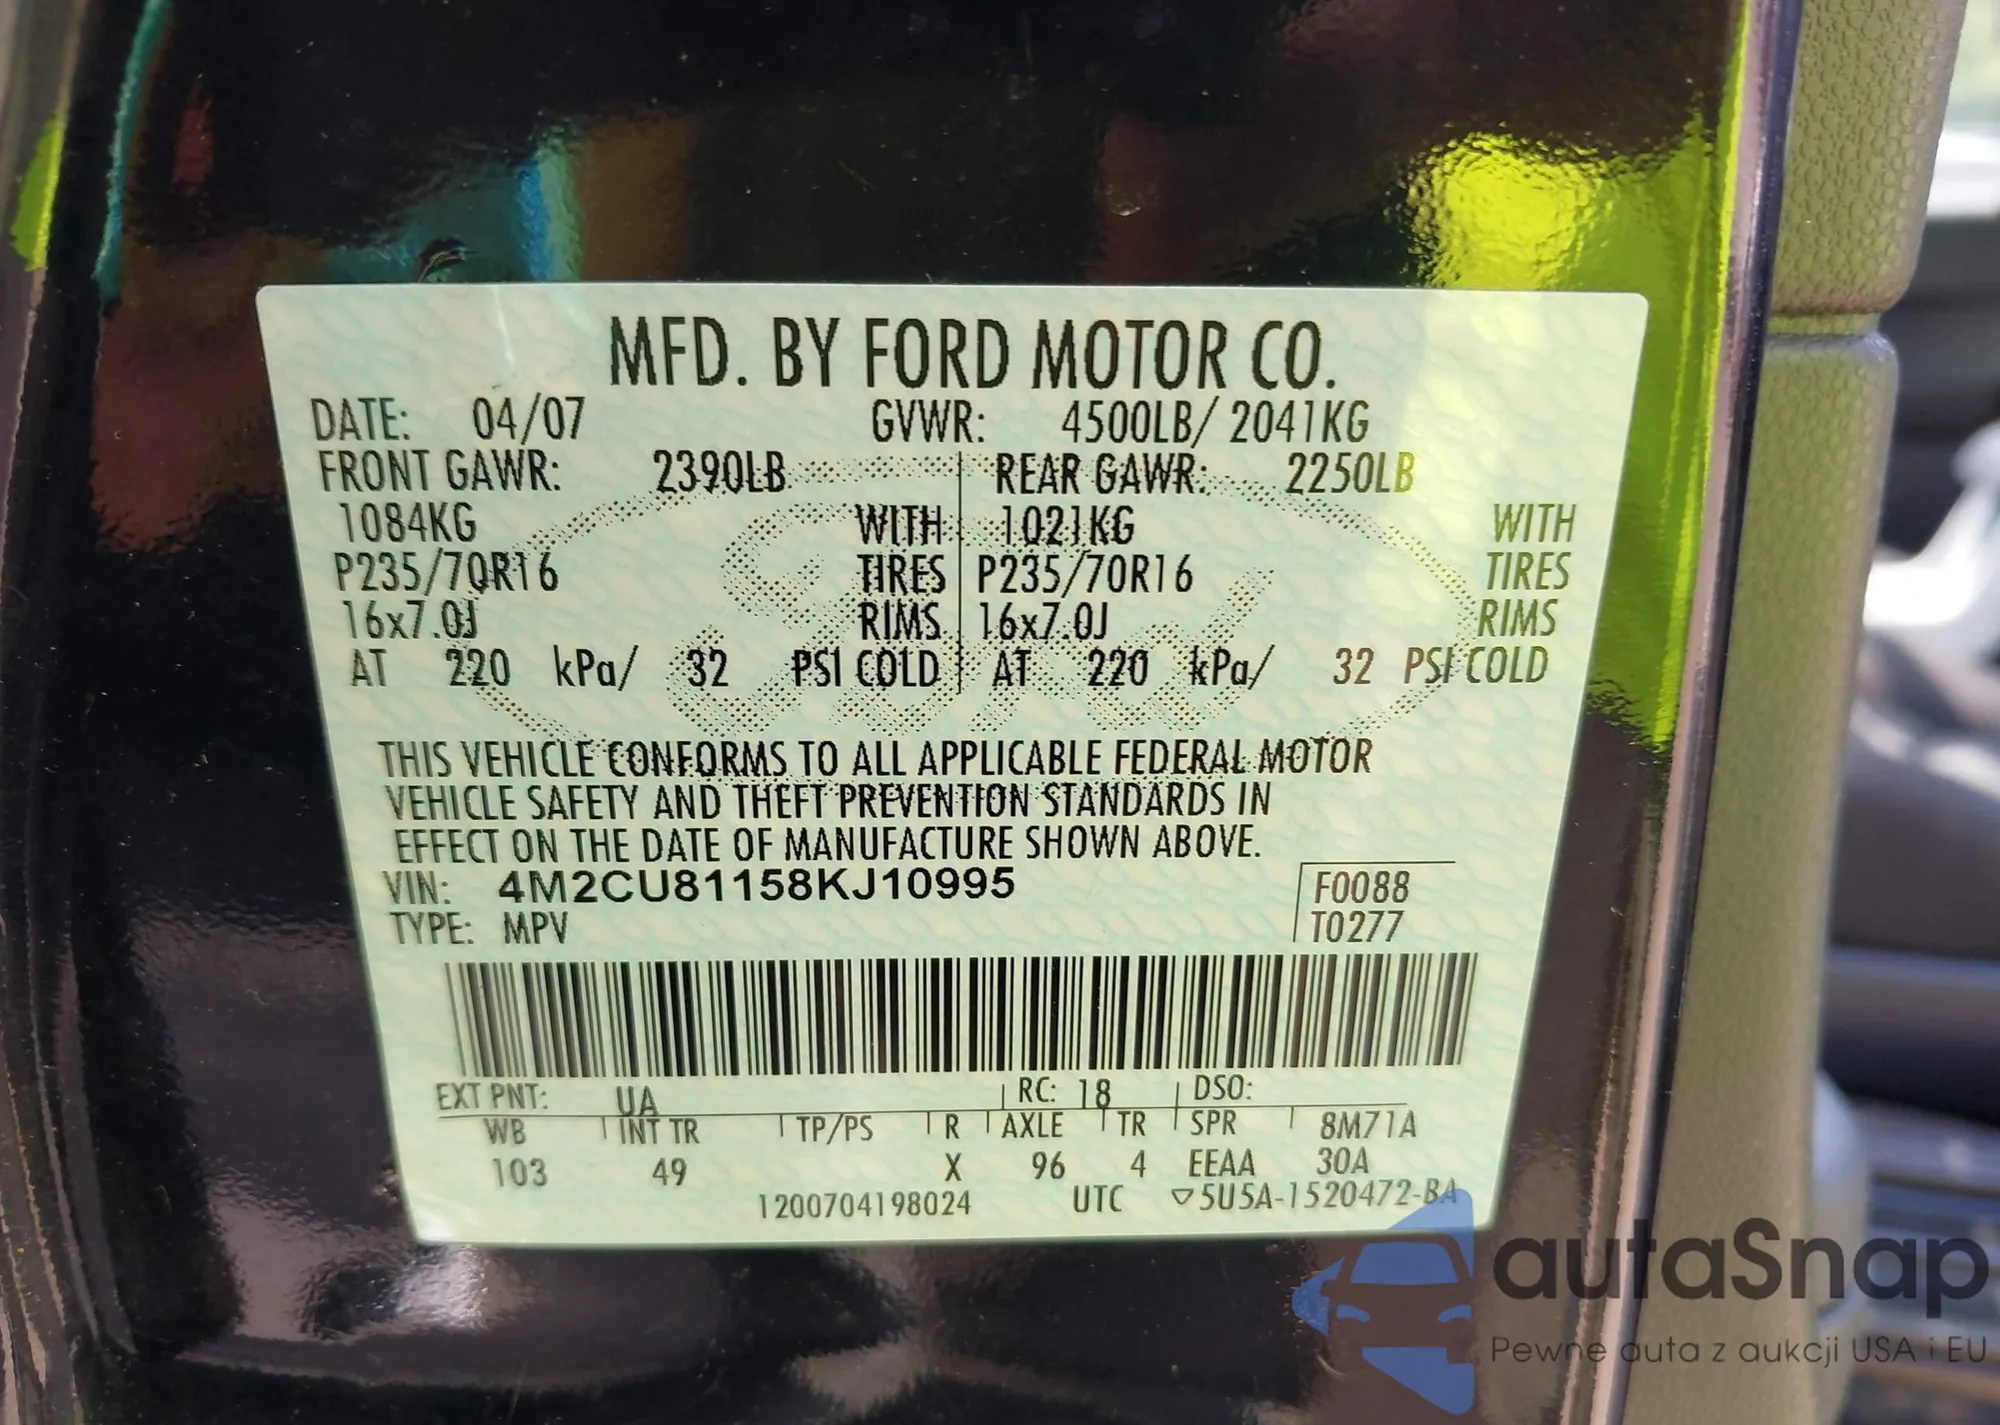 MFD. BY FORD MOTOR CO.
DATE: 04/07 GVWR: 4500LB/ 2041KG
FRONT GAWR: 2390LB REAR GAWR: 2250LB
1084KG WITH 1021KG WITH
P235/70R16 TIRES P235/70R16 TIRES
16x7.0J RIMS 16x7.0J RIMS
AT 220 kPa/ 32 PSI COLD AT 220 kPa/ 32 PSI COLD
Ford
THIS VEHICLE CONFORMS TO ALL APPLICABLE FEDERAL MOTOR
VEHICLE SAFETY AND THEFT PREVENTION STANDARDS IN
EFFECT ON THE DATE OF MANUFACTURE SHOWN ABOVE.
VIN: 4M2CU81158KJ10995 F0088
TYPE: MPV T0277
EXT PNT: UA RC: 18 DSO:
WB INT TR TP/PS R AXLE TR SPR 8M71A
103 49 X 96 4 EEAA 30A
1200704198024 UTC ▽5U5A-1520472-BA
autaSnap
Pewne auta z aukcji USA i EU